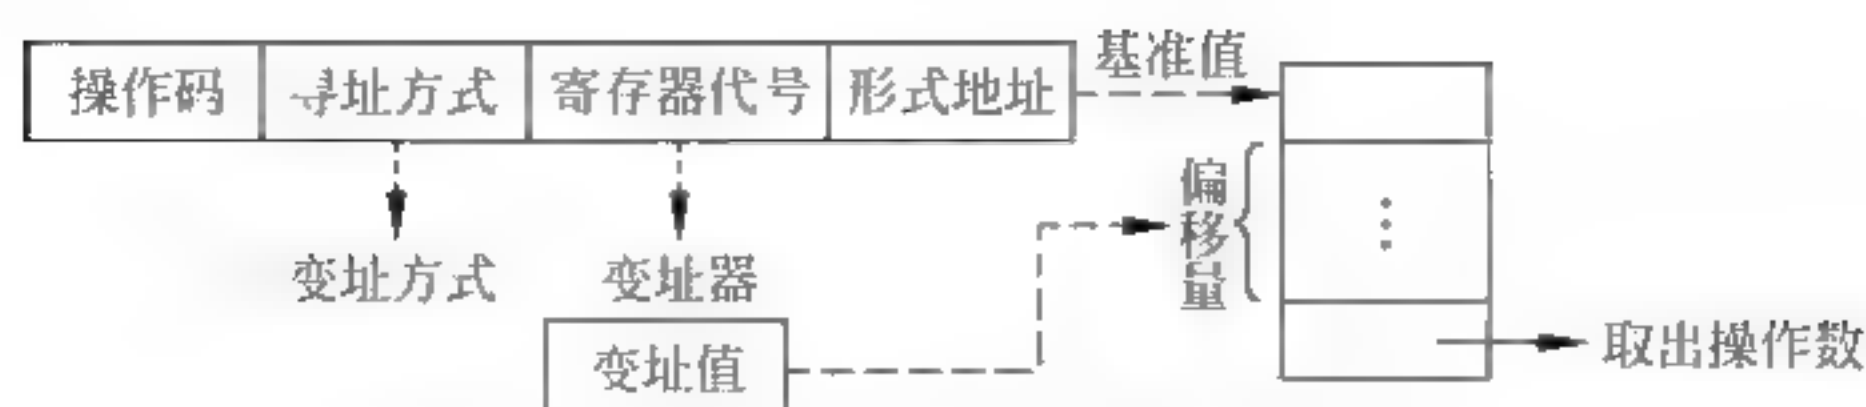 操作码 寻址方式 寄存器代号 形式地址 基准值
偏移量
变址方式 变址器
变址值
取出操作数